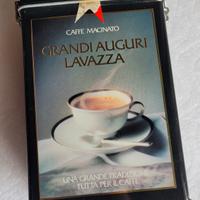 CAFFÈ MACINATO
GRANDI AUGURI
LAVAZZA
UNA GRANDE TRADIZIONE
TUTTA PER IL CAFFÈ